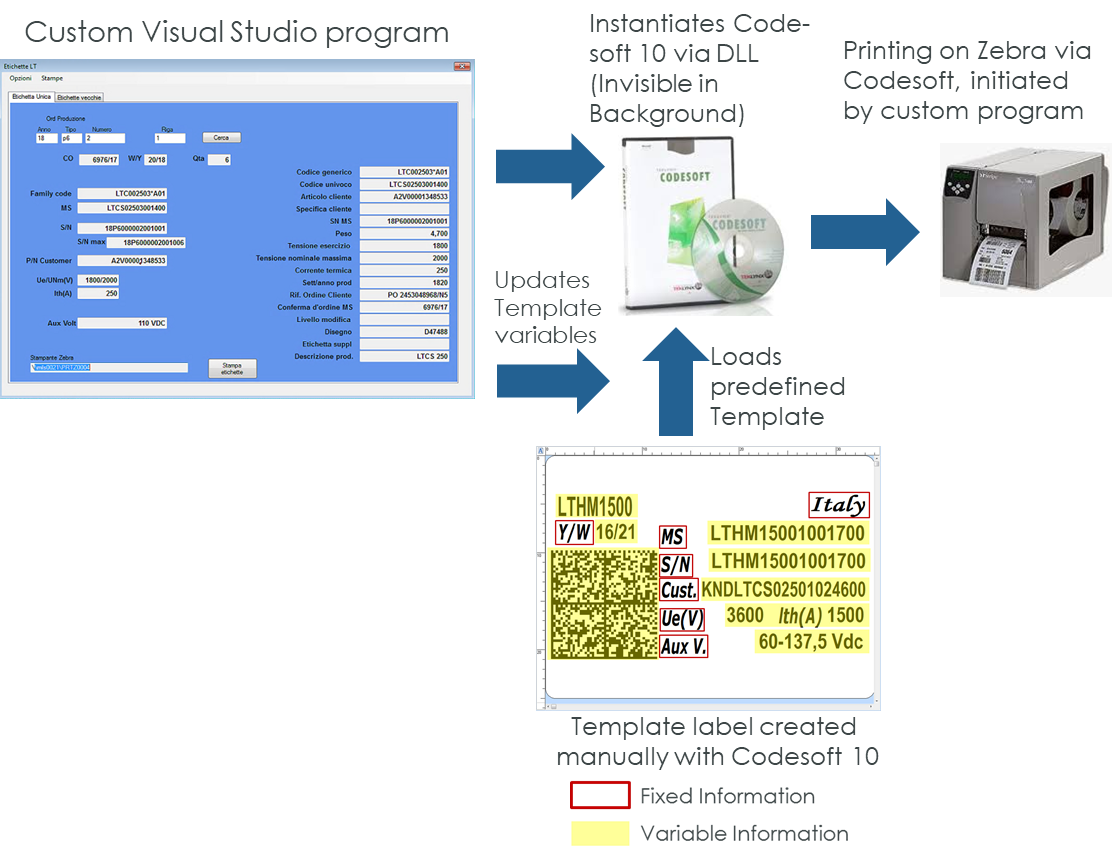 Custom Visual Studio program
Instantiates Code-
soft 10 via DLL
(Invisible in
Background)
Printing on Zebra via
Codesoft, initiated
by custom program
Etichette LT
Opzioni Stampe
Etichetta Unica Etichette vecchie
Ord Produzione
Anno Tipo Numero Riga
18 p6 2 1 Cerca
CO 6976/17 W/Y 20/18 Qta 6
Family code LTC002503*A01
MS LTCS02503001400
S/N 18P6000002001001
S/N max 18P6000002001006
P/N Customer A2V00001348533
Ue/UNm(V) 1800/2000
Ith(A) 250
Aux Volt 110 VDC
Stampante Zebra
Stampa
etichette
Codice generico LTC002503*A01
Codice univoco LTCS02503001400
Articolo cliente A2V00001348533
Specifica cliente
SN MS 18P6000002001001
Peso 4,700
Tensione esercizio 1800
Tensione nominale massima 2000
Corrente termica 250
Sett/anno prod 1820
Rif. Ordine Cliente PO 2453048968/N5
Conferma d'ordine MS 6976/17
Livello modifica
Disegno D47488
Etichetta suppl
Descrizione prod. LTCS 250
CODESOFT
CODESOFT
Updates
Template
variables
Loads
predefined
Template
LTHM1500
Italy
Y/W 16/21
MS LTHM15001001700
S/N LTHM15001001700
Cust. KNDLTCS02501024600
Ue(V) 3600 Ith(A) 1500
Aux V. 60-137,5 Vdc
Template label created
manually with Codesoft 10
Fixed Information
Variable Information